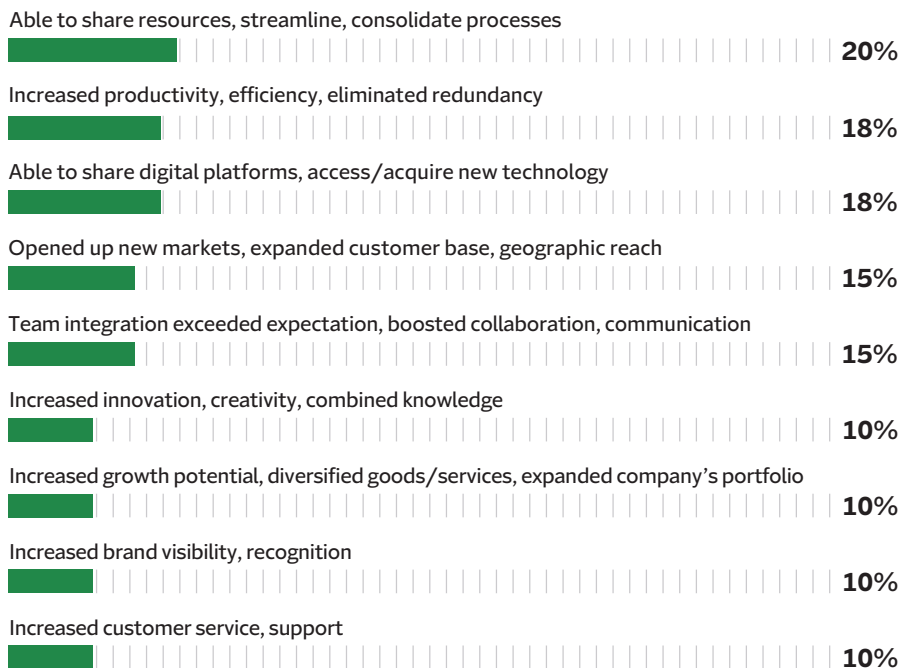 Able to share resources, streamline, consolidate processes
20%
Increased productivity, efficiency, eliminated redundancy
18%
Able to share digital platforms, access/acquire new technology
18%
Opened up new markets, expanded customer base, geographic reach
15%
Team integration exceeded expectation, boosted collaboration, communication
15%
Increased innovation, creativity, combined knowledge
10%
Increased growth potential, diversified goods/services, expanded company’s portfolio
10%
Increased brand visibility, recognition
10%
Increased customer service, support
10%